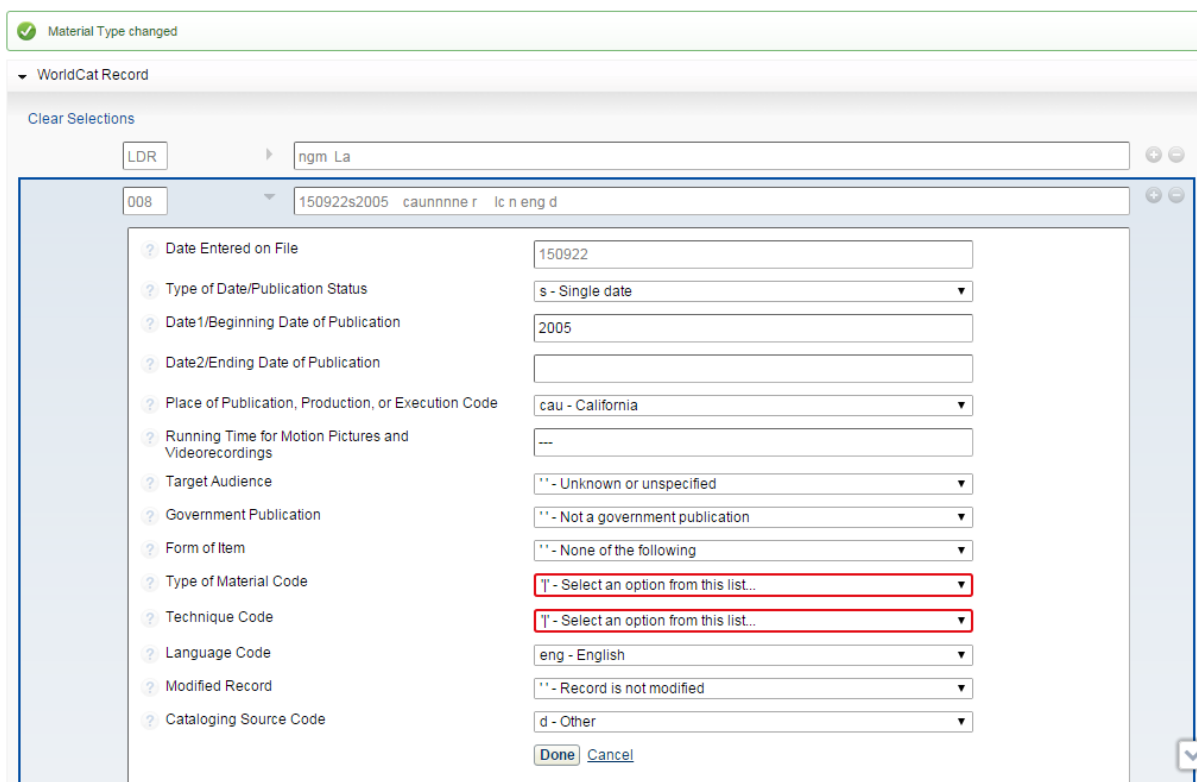 Material Type changed
WorldCat Record
Clear Selections
LDR ngm La
008 150922s2005 caunnnne r lc n eng d
? Date Entered on File 150922
? Type of Date/Publication Status s - Single date
? Date1/Beginning Date of Publication 2005
? Date2/Ending Date of Publication
? Place of Publication, Production, or Execution Code cau - California
? Running Time for Motion Pictures and
Videorecordings ---
? Target Audience ' ' - Unknown or unspecified
? Government Publication ' ' - Not a government publication
? Form of Item ' ' - None of the following
? Type of Material Code '|' - Select an option from this list...
? Technique Code '|' - Select an option from this list...
? Language Code eng - English
? Modified Record ' ' - Record is not modified
? Cataloging Source Code d - Other
Done Cancel